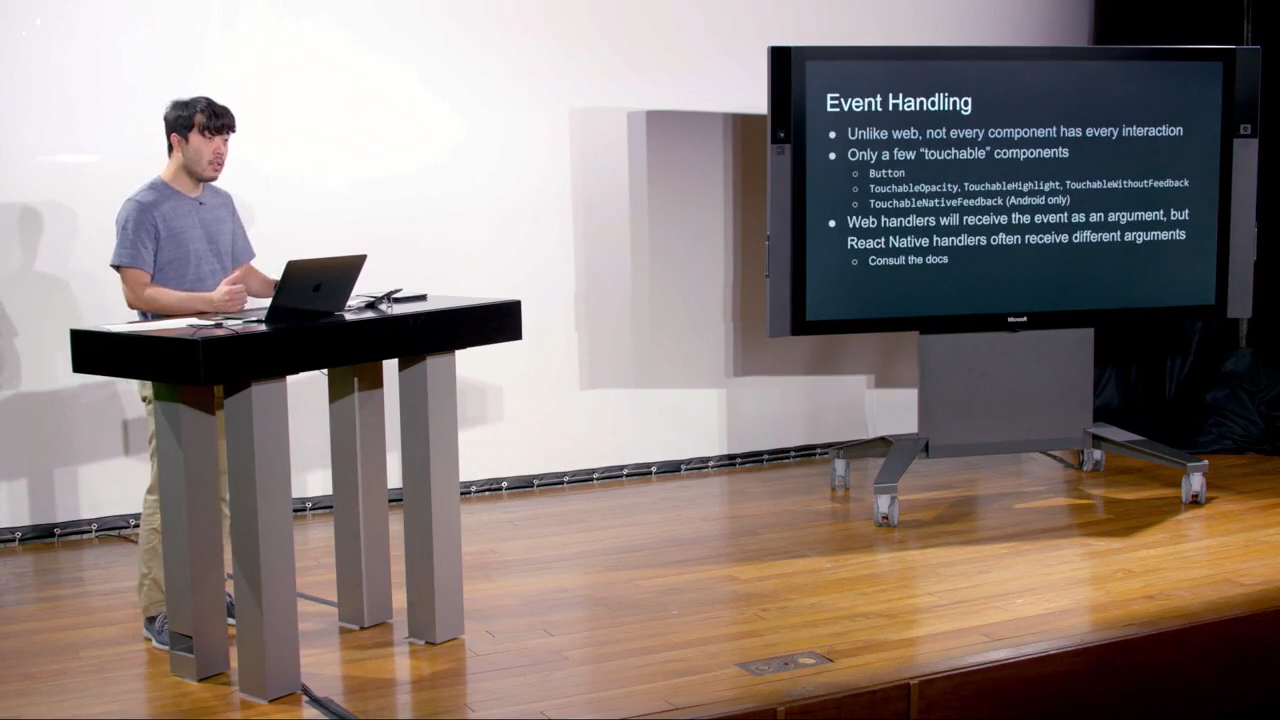 Event Handling
● Unlike web, not every component has every interaction
● Only a few “touchable” components
○ Button
○ TouchableOpacity, TouchableHighlight, TouchableWithoutFeedback
○ TouchableNativeFeedback (Android only)
● Web handlers will receive the event as an argument, but
React Native handlers often receive different arguments
○ Consult the docs
Microsoft